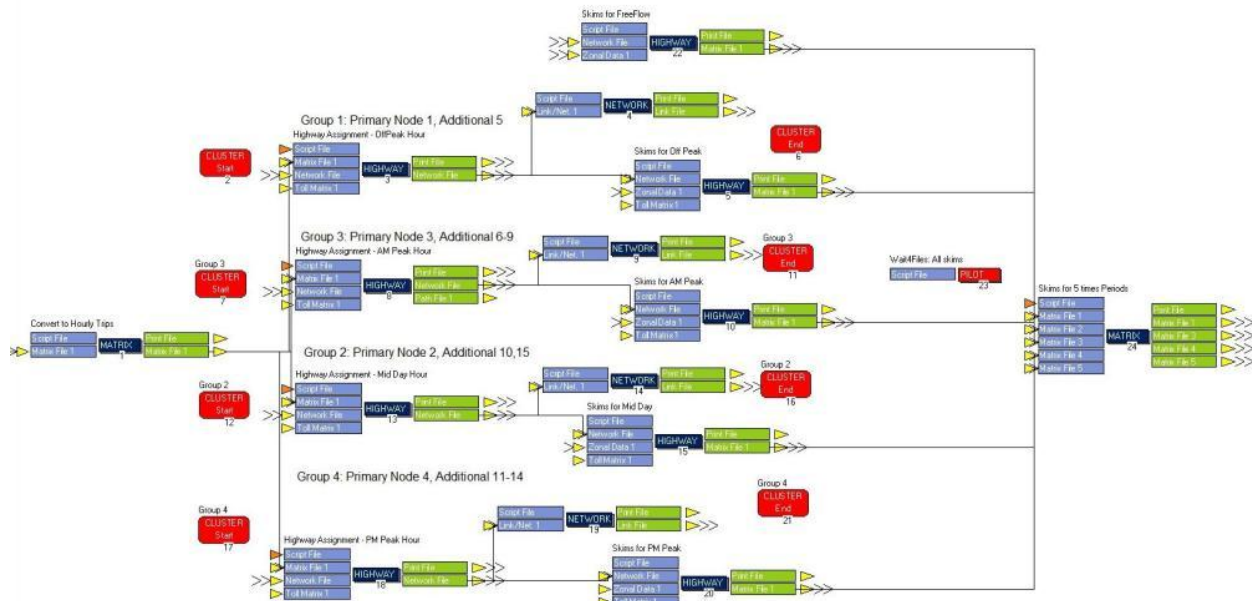 Skims for FreeFlow
Script File
Network File
Zonal Data 1
HIGHWAY
22
Print File
Matrix File 1
Group 1: Primary Node 1, Additional 5
Highway Assignment - OffPeak Hour
CLUSTER
Start
2
Script File
Matrix File 1
Network File
Toll Matrix 1
HIGHWAY
3
Print File
Network File
Script File
Link/Net. 1
NETWORK
4
Print File
Link File
CLUSTER
End
6
Skims for Off Peak
Script File
Network File
Zonal Data 1
Toll Matrix 1
HIGHWAY
5
Print File
Matrix File 1
Group 3: Primary Node 3, Additional 6-9
Highway Assignment - AM Peak Hour
Group 3
CLUSTER
Start
7
Script File
Matrix File 1
Network File
Toll Matrix 1
HIGHWAY
8
Print File
Network File
Path File 1
Script File
Link/Net. 1
NETWORK
9
Print File
Link File
Group 3
CLUSTER
End
11
Skims for AM Peak
Script File
Network File
Zonal Data 1
Toll Matrix 1
HIGHWAY
10
Print File
Matrix File 1
Wait4Files: All skims
Script File
PILOT
23
Skims for 5 times Periods
Script File
Matrix File 1
Matrix File 2
Matrix File 3
Matrix File 4
Matrix File 5
MATRIX
24
Print File
Matrix File 1
Matrix File 3
Matrix File 4
Matrix File 5
Convert to Hourly Trips
Script File
Matrix File 1
MATRIX
1
Print File
Matrix File 1
Group 2: Primary Node 2, Additional 10,15
Highway Assignment - Mid Day Hour
Group 2
CLUSTER
Start
12
Script File
Matrix File 1
Network File
Toll Matrix 1
HIGHWAY
13
Print File
Network File
Script File
Link/Net. 1
NETWORK
14
Print File
Link File
Group 2
CLUSTER
End
16
Skims for Mid Day
Script File
Network File
Zonal Data 1
Toll Matrix 1
HIGHWAY
15
Print File
Matrix File 1
Group 4: Primary Node 4, Additional 11-14
Group 4
CLUSTER
Start
17
Highway Assignment - PM Peak Hour
Script File
Matrix File 1
Network File
Toll Matrix 1
HIGHWAY
18
Print File
Network File
Script File
Link/Net. 1
NETWORK
19
Print File
Link File
Group 4
CLUSTER
End
21
Skims for PM Peak
Script File
Network File
Zonal Data 1
Toll Matrix 1
HIGHWAY
20
Print File
Matrix File 1